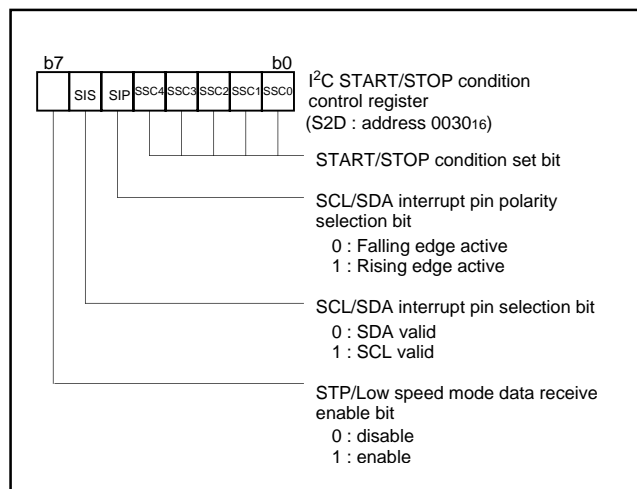 b7 b0
SIS SIP SSC4 SSC3 SSC2 SSC1 SSC0
I²C START/STOP condition
control register
(S2D : address 0030₁₆)
START/STOP condition set bit
SCL/SDA interrupt pin polarity
selection bit
0 : Falling edge active
1 : Rising edge active
SCL/SDA interrupt pin selection bit
0 : SDA valid
1 : SCL valid
STP/Low speed mode data receive
enable bit
0 : disable
1 : enable